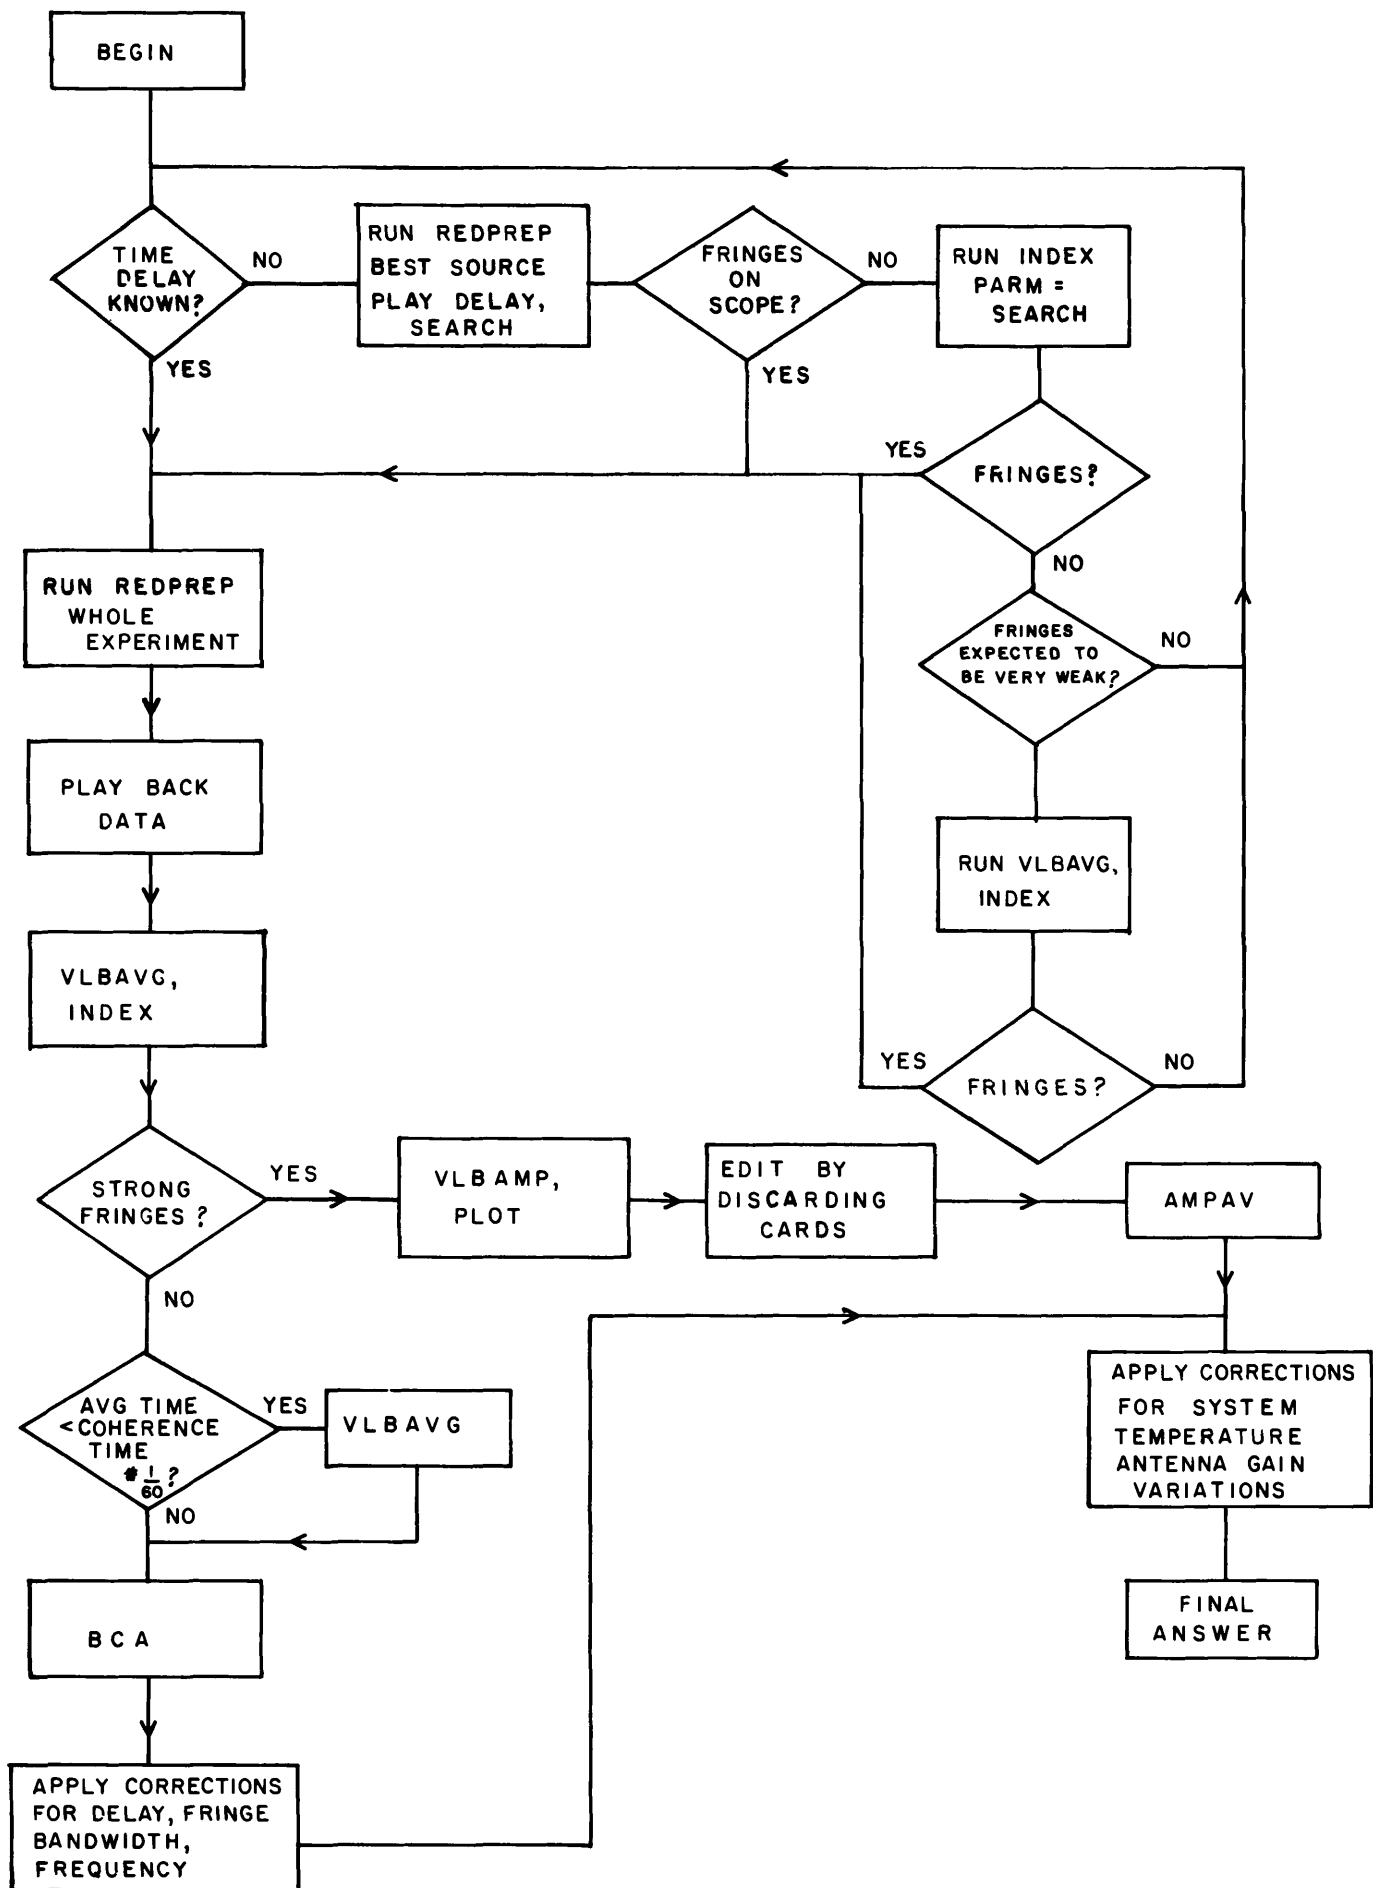 BEGIN
TIME
DELAY
KNOWN?
NO
YES
RUN REDPREP
BEST SOURCE
PLAY DELAY,
SEARCH
FRINGES
ON
SCOPE?
NO
YES
RUN INDEX
PARM =
SEARCH
YES
FRINGES?
NO
FRINGES
EXPECTED TO
BE VERY WEAK?
NO
RUN VLBAVG,
INDEX
YES
FRINGES?
NO
RUN REDPREP
WHOLE
EXPERIMENT
PLAY BACK
DATA
VLBAVG,
INDEX
STRONG
FRINGES?
YES
NO
VLBAMP,
PLOT
EDIT BY
DISCARDING
CARDS
AMPAV
AVG TIME
<COHERENCE
TIME
* 1/60 ?
YES
NO
VLBAVG
BCA
APPLY CORRECTIONS
FOR DELAY, FRINGE
BANDWIDTH,
FREQUENCY
APPLY CORRECTIONS
FOR SYSTEM
TEMPERATURE
ANTENNA GAIN
VARIATIONS
FINAL
ANSWER